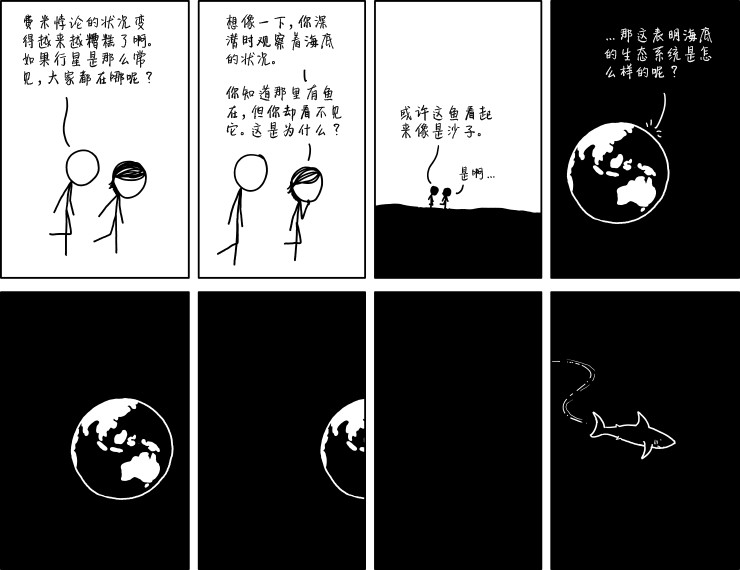 费米悖论的状况变
得越来越糟糕了啊。
如果行星是那么常
见,大家都在哪呢?
想像一下,你深
潜时观察着海底
的状况。
你知道那里有鱼
在,但你却看不见
它。这是为什么?
或许这鱼看起
来像是沙子。
是啊...
...那这表明海底
的生态系统是怎
么样的呢?